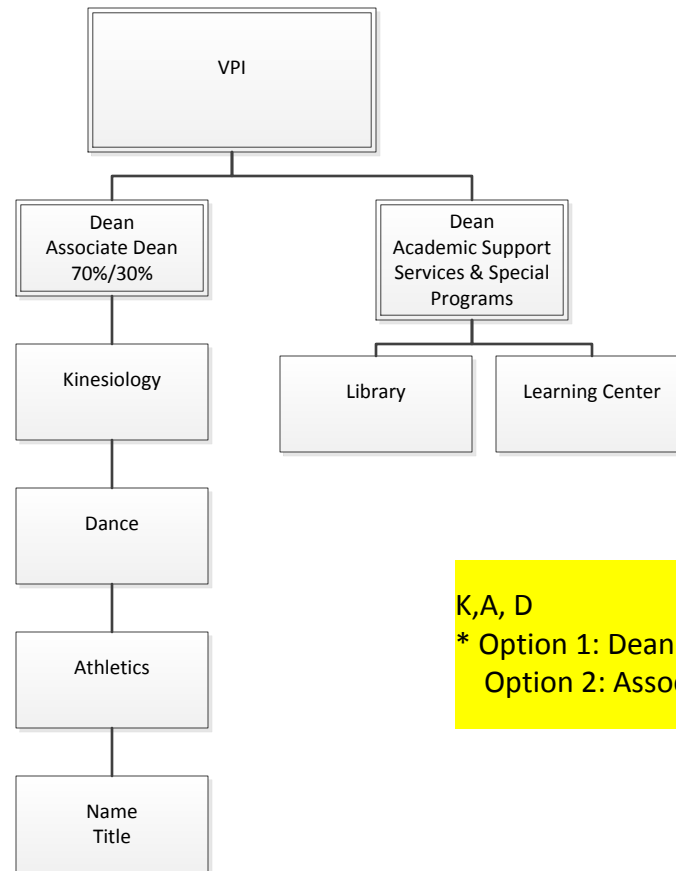 VPI
Dean
Associate Dean
70%/30%
Dean
Academic Support
Services & Special
Programs
Kinesiology
Library
Learning Center
Dance
K,A, D
* Option 1: Dean
Option 2:
Athletics
Name
Title